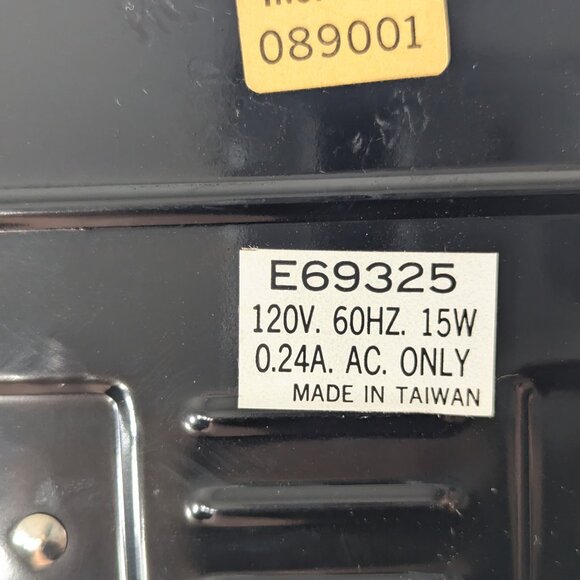 089001
E69325
120V. 60HZ. 15W
0.24A. AC. ONLY
MADE IN TAIWAN